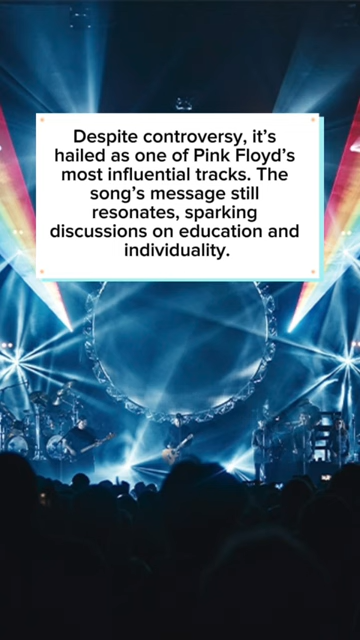 Despite controversy, it’s
hailed as one of Pink Floyd’s
most influential tracks. The
song’s message still
resonates, sparking
discussions on education and
individuality.